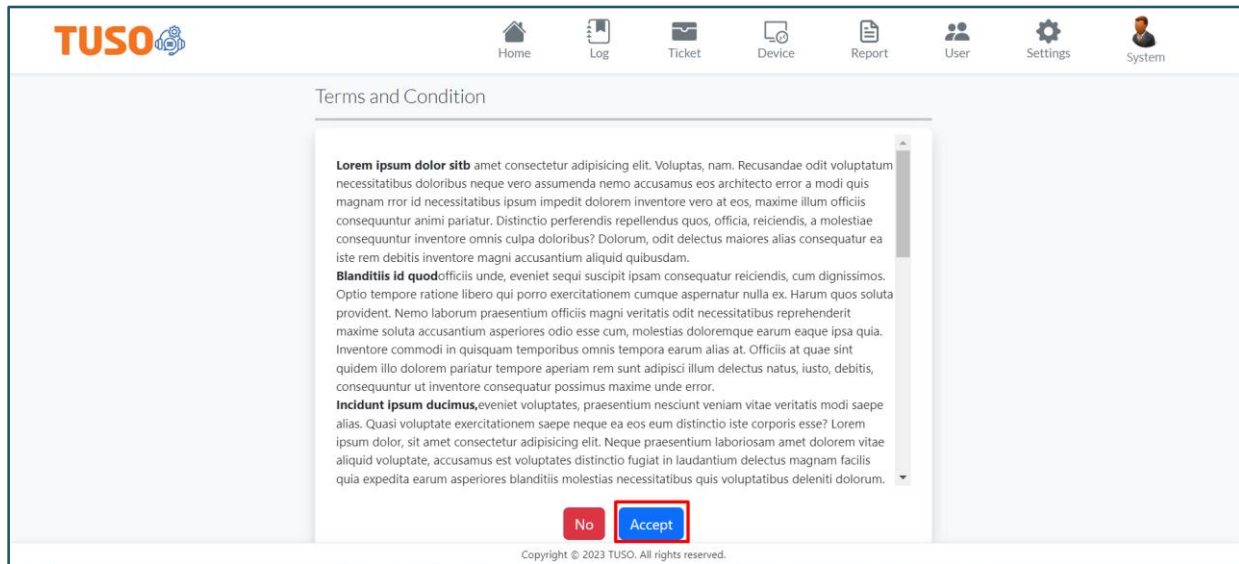 TUSO
Home Log Ticket Device Report User Settings System
Terms and Condition
Lorem ipsum dolor sitb amet consectetur adipisicing elit. Voluptas, nam. Recusandae odit voluptatum
necessitatibus doloribus neque vero assumenda nemo accusamus eos architecto error a modi quis
magnam rror id necessitatibus ipsum impedit dolorem inventore vero at eos, maxime illum officiis
consequuntur animi pariatur. Distinctio perferendis repellendus quos, officia, reiciendis, a molestiae
consequuntur inventore omnis culpa doloribus? Dolorum, odit delectus maiores alias consequatur ea
iste rem debitis inventore magni accusantium aliquid quibusdam.
Blanditiis id quodofficiis unde, eveniet sequi suscipit ipsam consequatur reiciendis, cum dignissimos.
Optio tempore ratione libero qui porro exercitationem cumque aspernatur nulla ex. Harum quos soluta
provident. Nemo laborum praesentium officiis magni veritatis odit necessitatibus reprehenderit
maxime soluta accusantium asperiores odio esse cum, molestias doloremque earum eaque ipsa quia.
Inventore commodi in quisquam temporibus omnis tempora earum alias at. Officiis at quae sint
quidem illo dolorem pariatur tempore aperiam rem sunt adipisci illum delectus natus, iusto, debitis,
consequuntur ut inventore consequatur possimus maxime unde error.
Incidunt ipsum ducimus,eveniet voluptates, praesentium nesciunt veniam vitae veritatis modi saepe
alias. Quasi voluptate exercitationem saepe neque ea eos eum distinctio iste corporis esse? Lorem
ipsum dolor, sit amet consectetur adipisicing elit. Neque praesentium laboriosam amet dolorem vitae
aliquid voluptate, accusamus est voluptates distinctio fugiat in laudantium delectus magnam facilis
quia expedita earum asperiores blanditiis molestias necessitatibus quis voluptatibus deleniti dolorum.
No Accept
Copyright © 2023 TUSO. All rights reserved.